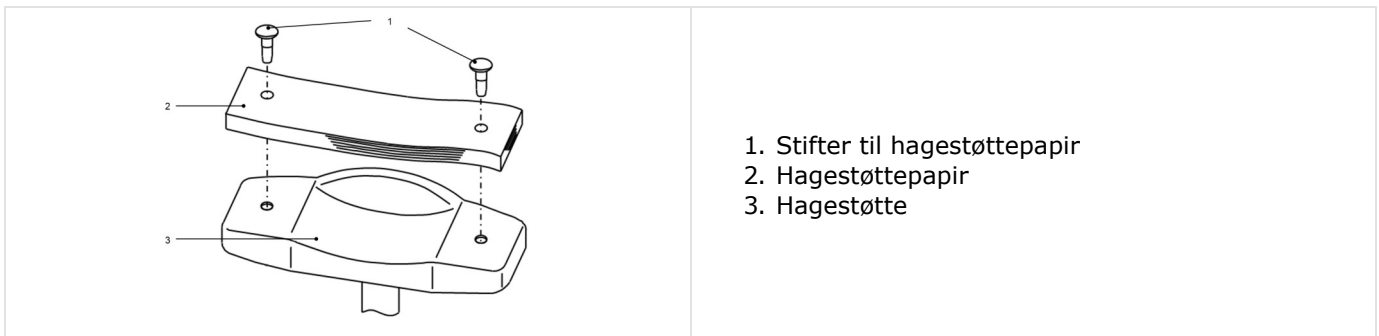 1
2
3
1. Stifter til hagestøttepapir
2. Hagestøttepapir
3. Hagestøtte